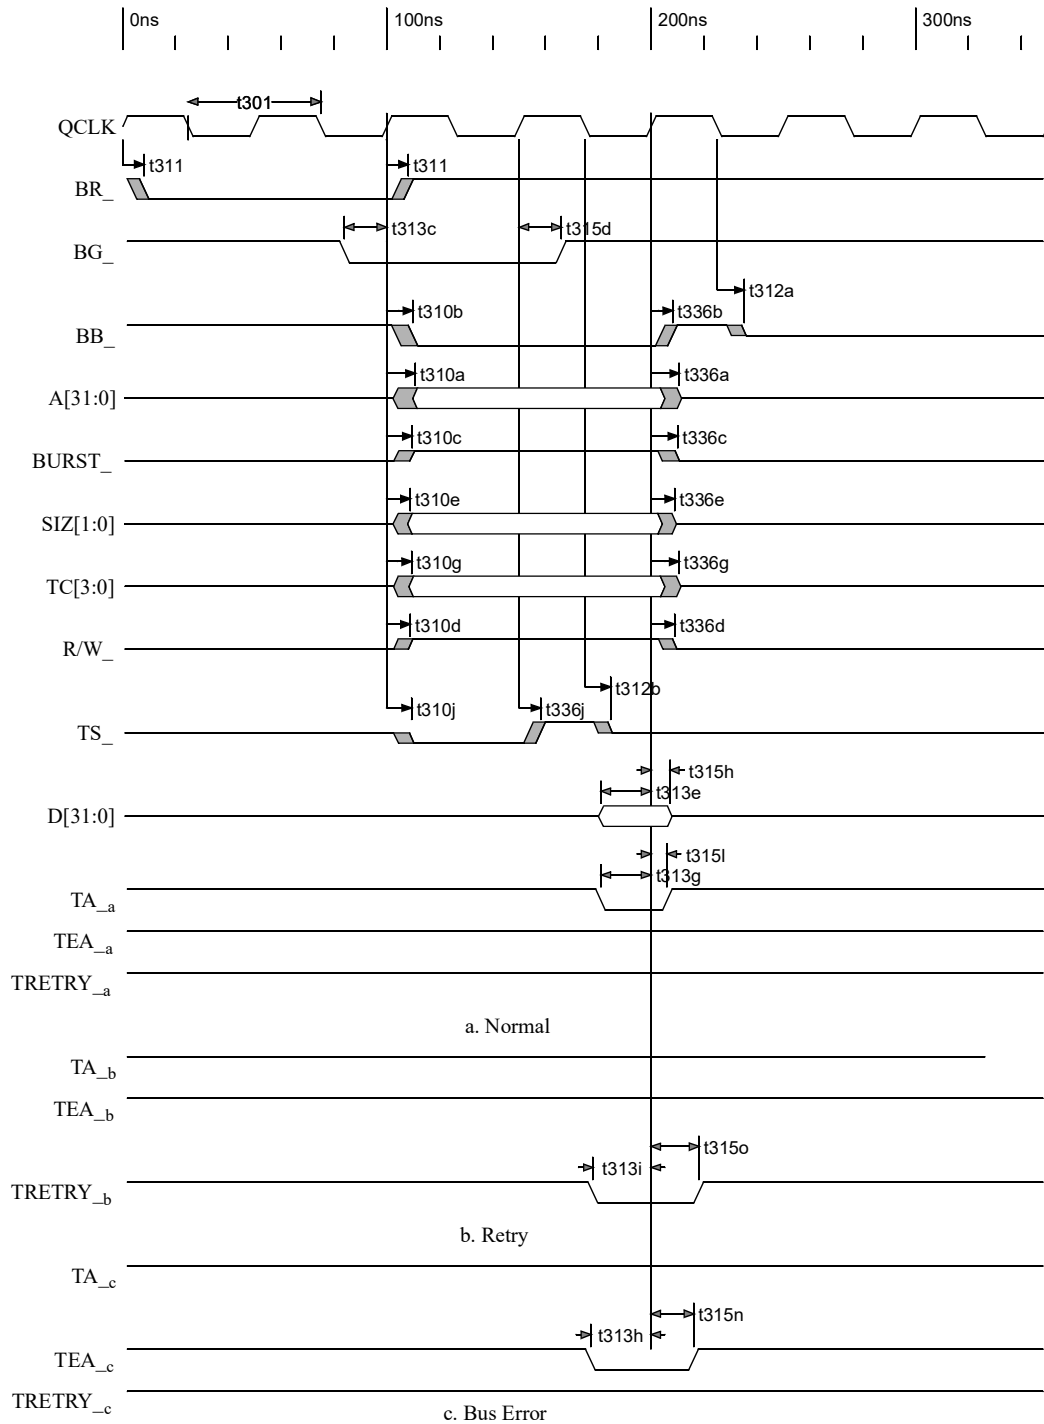 0ns 100ns 200ns 300ns
t301
QCLK
t311 t311
BR_
t313c t315d
BG_
t312a
t310b t336b
BB_
t310a t336a
A[31:0]
t310c t336c
BURST_
t310e t336e
SIZ[1:0]
t310g t336g
TC[3:0]
t310d t336d
R/W_
t312b
t310j t336j
TS_
t315h
t313e
D[31:0]
t315l
t313g
TA_a
TEA_a
TRETRY_a
a. Normal
TA_b
TEA_b
t315o
t313i
TRETRY_b
b. Retry
TA_c
t315n
t313h
TEA_c
TRETRY_c
c. Bus Error